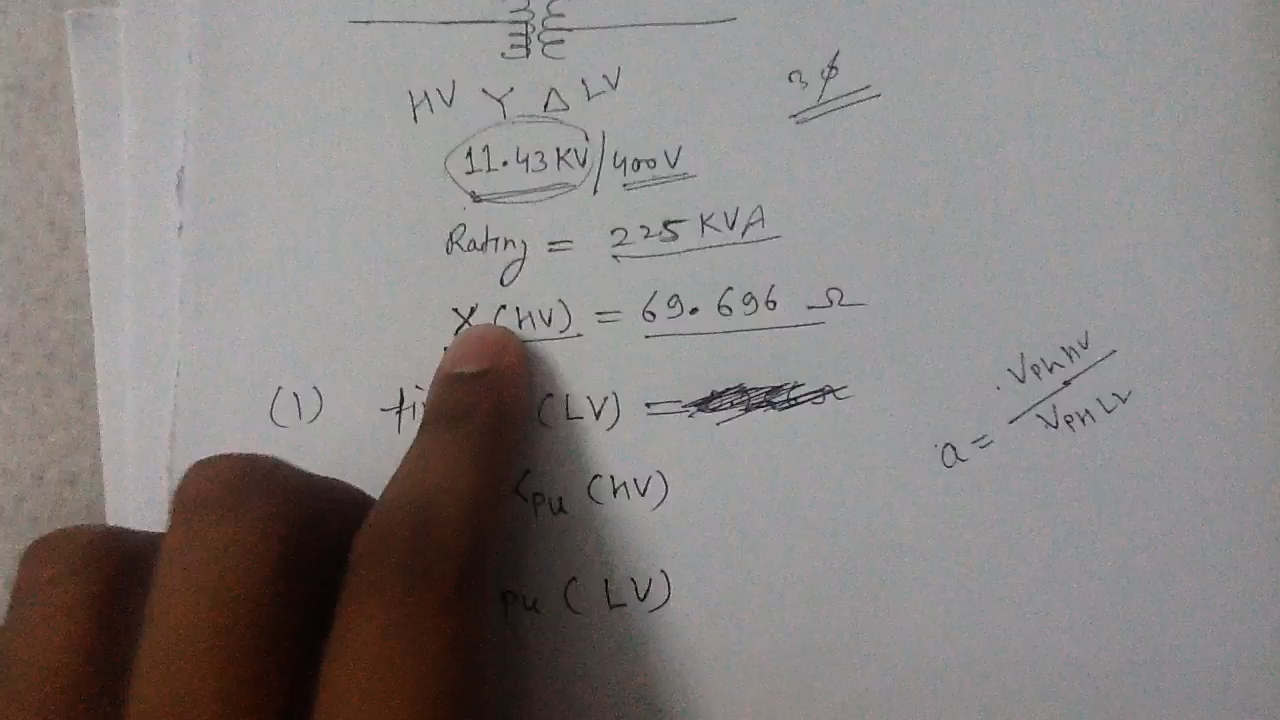 HV Y Δ LV
3ϕ
11.43 KV/400V
Rating = 225 KVA
X (HV) = 69.696 Ω
(1) (LV) =
a = VPH HV / VPH LV
pu (HV)
pu (LV)